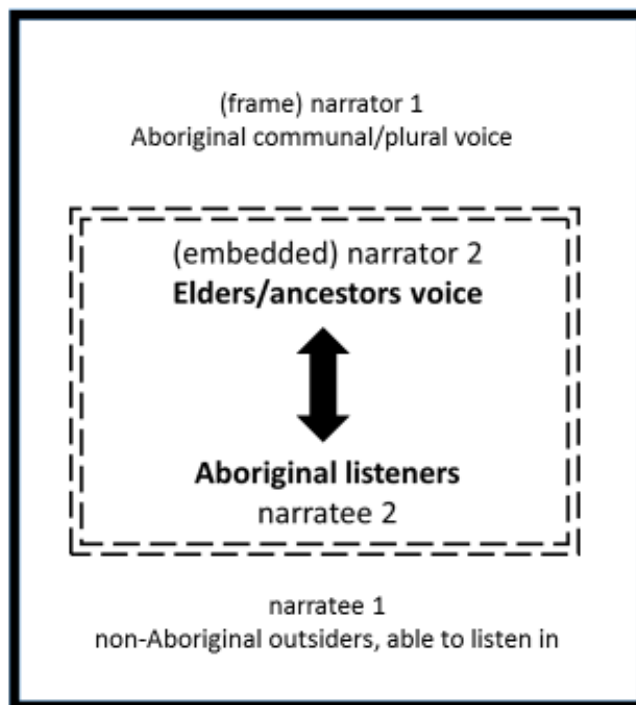 (frame) narrator 1
Aboriginal communal/plural voice
(embedded) narrator 2
Elders/ancestors voice
Aboriginal listeners
narratee 2
narratee 1
non-Aboriginal outsiders, able to listen in